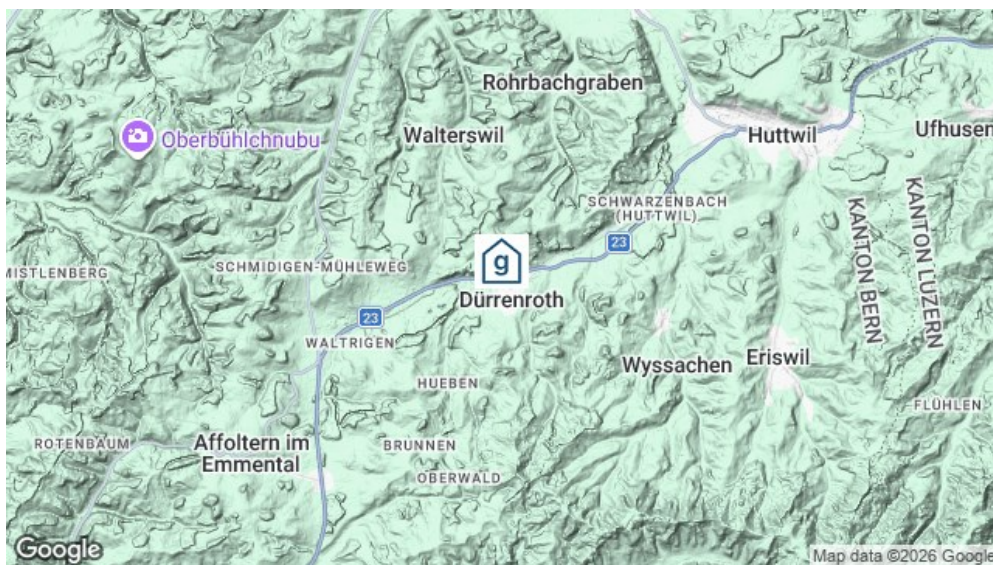 Rohrbachgraben
Walterswil
Huttwil
Ufhusen
Oberbühlchnubu
SCHWARZENBACH
(HUTTWIL)
KANTON BERN
KANTON LUZERN
23
g
MISTLENBERG
SCHMIDIGEN-MÜHLEWEG
Dürrenroth
23
WALTRIGEN
Wyssachen
Eriswil
HUEBEN
FLÜHLEN
ROTENBAUM
Affoltern im
Emmental
BRUNNEN
OBERWALD
Google
Map data ©2026 Google